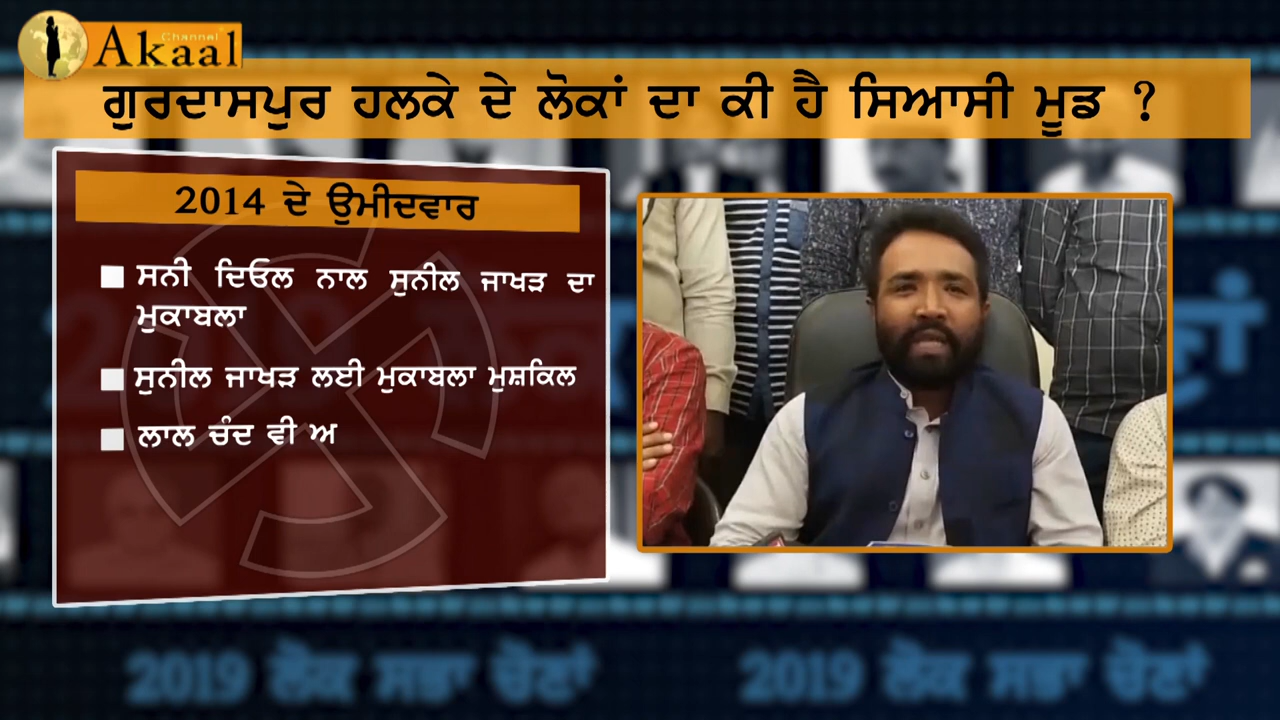 Channel
Akaal
ਗੁਰਦਾਸਪੁਰ ਹਲਕੇ ਦੇ ਲੋਕਾਂ ਦਾ ਕੀ ਹੈ ਸਿਆਸੀ ਮੂਡ ?
2014 ਦੇ ਉਮੀਦਵਾਰ
ਸਨੀ ਦਿਓਲ ਨਾਲ ਸੁਨੀਲ ਜਾਖੜ ਦਾ
ਮੁਕਾਬਲਾ
ਸੁਨੀਲ ਜਾਖੜ ਲਈ ਮੁਕਾਬਲਾ ਮੁਸ਼ਕਿਲ
ਲਾਲ ਚੰਦ ਵੀ ਅ
2019 ਲੋਕ ਸਭਾ ਚੋਣਾਂ 2019 ਲੋਕ ਸਭਾ ਚੋਣਾਂ